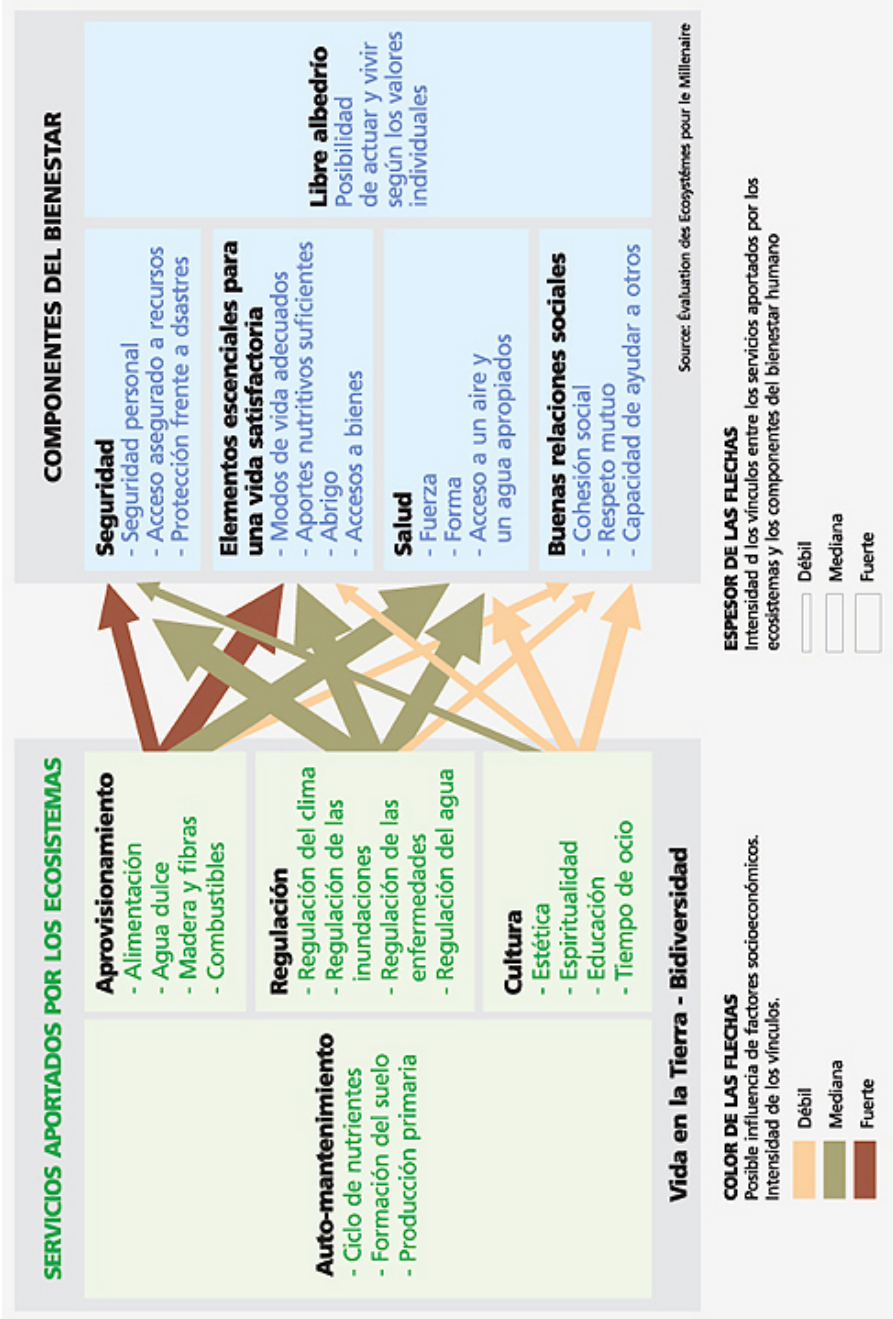 SERVICIOS APORTADOS POR LOS ECOSISTEMAS
Auto-mantenimiento
- Ciclo de nutrientes
- Formación del suelo
- Producción primaria
Aprovisionamiento
- Alimentación
- Agua dulce
- Madera y fibras
- Combustibles
Regulación
- Regulación del clima
- Regulación de las
inundaciones
- Regulación de las
enfermedades
- Regulación del agua
Cultura
- Estética
- Espiritualidad
- Educación
- Tiempo de ocio
Vida en la Tierra - Bidiversidad
COMPONENTES DEL BIENESTAR
Seguridad
- Seguridad personal
- Acceso asegurado a recursos
- Protección frente a dsastres
Elementos escenciales para
una vida satisfactoria
- Modos de vida adecuados
- Aportes nutritivos suficientes
- Abrigo
- Accesos a bienes
Salud
- Fuerza
- Forma
- Acceso a un aire y
un agua apropiados
Buenas relaciones sociales
- Cohesión social
- Respeto mutuo
- Capacidad de ayudar a otros
Libre albedrío
Posibilidad
de actuar y vivir
según los valores
individuales
Source: Évaluation des Ecosystémes pour le Millenaire
COLOR DE LAS FLECHAS
Posible influencia de factores socioeconómicos.
Intensidad de los vínculos.
Débil
Mediana
Fuerte
ESPESOR DE LAS FLECHAS
Intensidad d los vínculos entre los servicios aportados por los
ecosistemas y los componentes del bienestar humano
Débil
Mediana
Fuerte